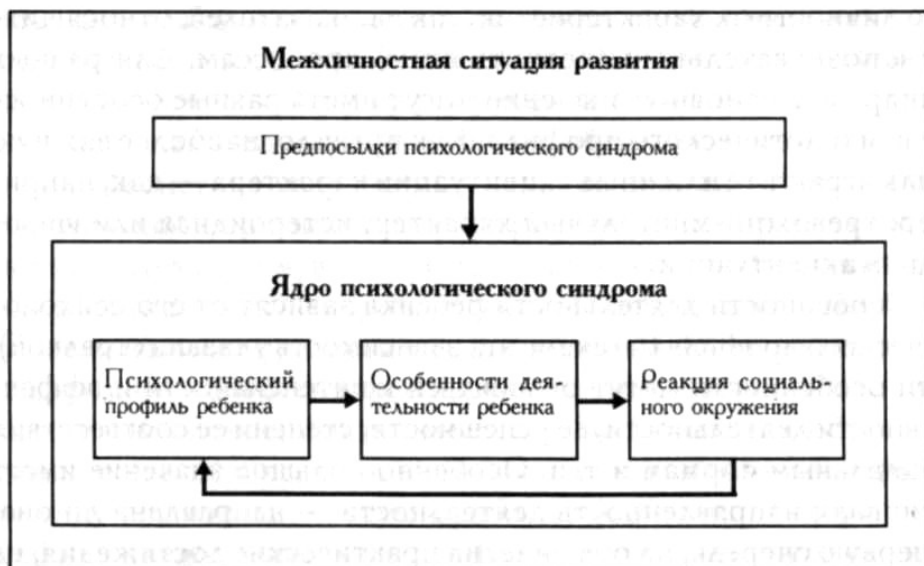 Межличностная ситуация развития
Предпосылки психологического синдрома
Ядро психологического синдрома
Психологический
профиль ребенка
Особенности дея-
тельности ребенка
Реакция социаль-
ного окружения